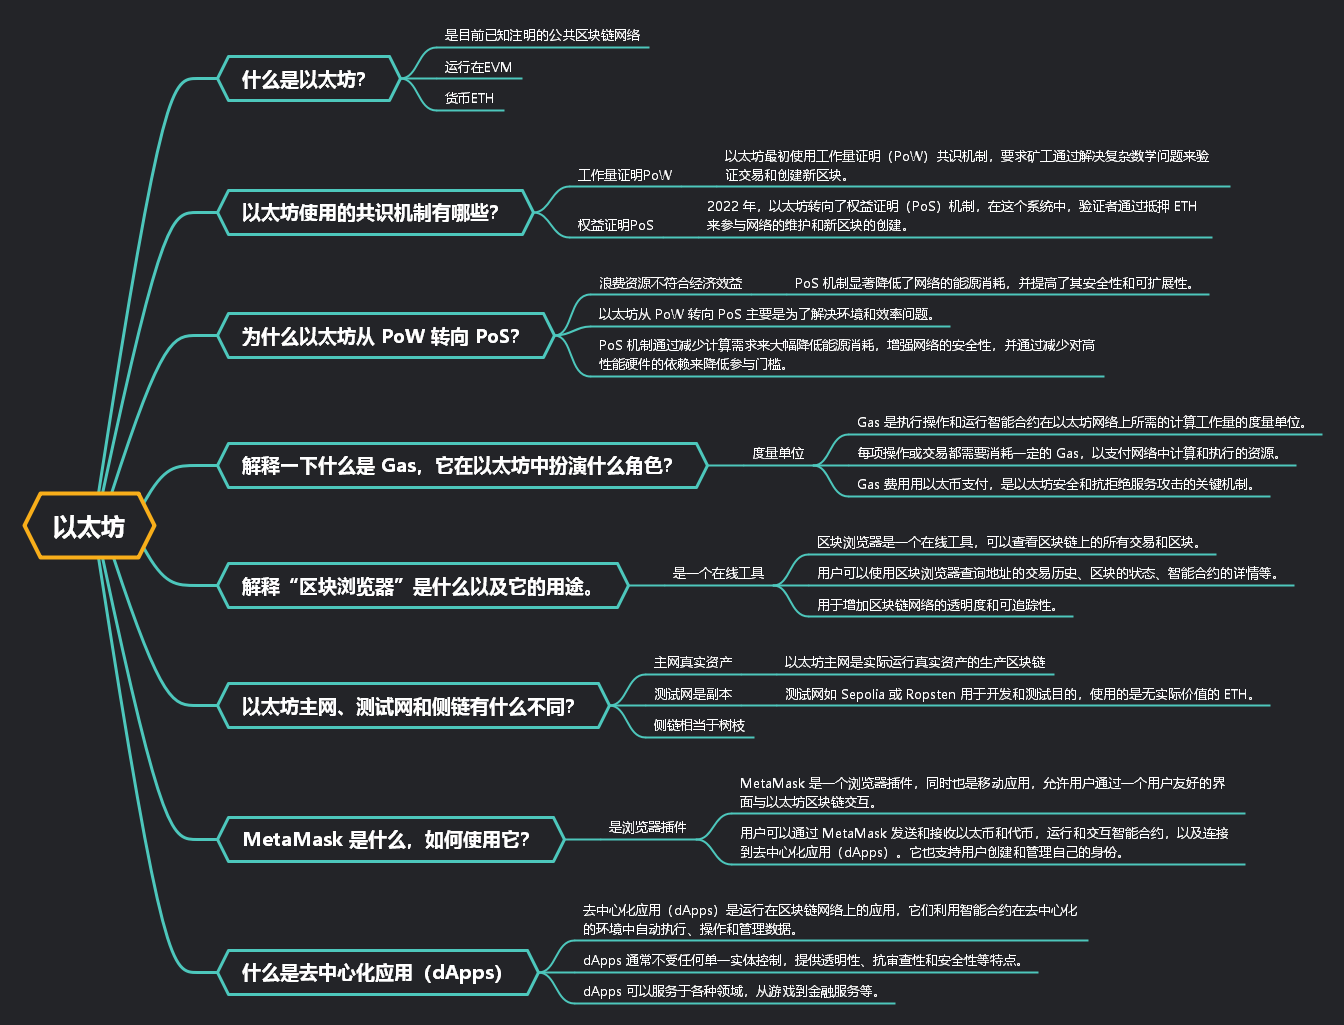 以太坊
什么是以太坊？
是目前已知注明的公共区块链网络
运行在EVM
货币ETH
以太坊使用的共识机制有哪些？
工作量证明PoW
以太坊最初使用工作量证明（PoW）共识机制，要求矿工通过解决复杂数学问题来验
证交易和创建新区块。
权益证明PoS
2022 年，以太坊转向了权益证明（PoS）机制，在这个系统中，验证者通过抵押 ETH
来参与网络的维护和新区块的创建。
为什么以太坊从 PoW 转向 PoS？
浪费资源不符合经济效益
PoS 机制显著降低了网络的能源消耗，并提高了其安全性和可扩展性。
以太坊从 PoW 转向 PoS 主要是为了解决环境和效率问题。
PoS 机制通过减少计算需求来大幅降低能源消耗，增强网络的安全性，并通过减少对高
性能硬件的依赖来降低参与门槛。
解释一下什么是 Gas，它在以太坊中扮演什么角色？
度量单位
Gas 是执行操作和运行智能合约在以太坊网络上所需的计算工作量的度量单位。
每项操作或交易都需要消耗一定的 Gas，以支付网络中计算和执行的资源。
Gas 费用用以太币支付，是以太坊安全和抗拒绝服务攻击的关键机制。
解释“区块浏览器”是什么以及它的用途。
是一个在线工具
区块浏览器是一个在线工具，可以查看区块链上的所有交易和区块。
用户可以使用区块浏览器查询地址的交易历史、区块的状态、智能合约的详情等。
用于增加区块链网络的透明度和可追踪性。
以太坊主网、测试网和侧链有什么不同？
主网真实资产
以太坊主网是实际运行真实资产的生产区块链
测试网是副本
测试网如 Sepolia 或 Ropsten 用于开发和测试目的，使用的是无实际价值的 ETH。
侧链相当于树枝
MetaMask 是什么，如何使用它？
是浏览器插件
MetaMask 是一个浏览器插件，同时也是移动应用，允许用户通过一个用户友好的界
面与以太坊区块链交互。
用户可以通过 MetaMask 发送和接收以太币和代币，运行和交互智能合约，以及连接
到去中心化应用（dApps）。它也支持用户创建和管理自己的身份。
什么是去中心化应用（dApps）
去中心化应用（dApps）是运行在区块链网络上的应用，它们利用智能合约在去中心化
的环境中自动执行、操作和管理数据。
dApps 通常不受任何单一实体控制，提供透明性、抗审查性和安全性等特点。
dApps 可以服务于各种领域，从游戏到金融服务等。